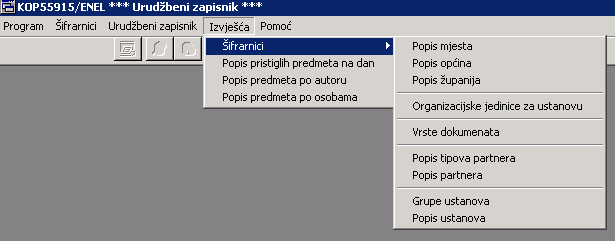 KOP55915/ENEL *** Urudžbeni zapisnik ***
Program Šifrarnici Urudžbeni zapisnik Izvješća Pomoć
Šifrarnici
Popis pristiglih predmeta na dan
Popis predmeta po autoru
Popis predmeta po osobama
Popis mjesta
Popis općina
Popis županija
Organizacijske jedinice za ustanovu
Vrste dokumenata
Popis tipova partnera
Popis partnera
Grupe ustanova
Popis ustanova